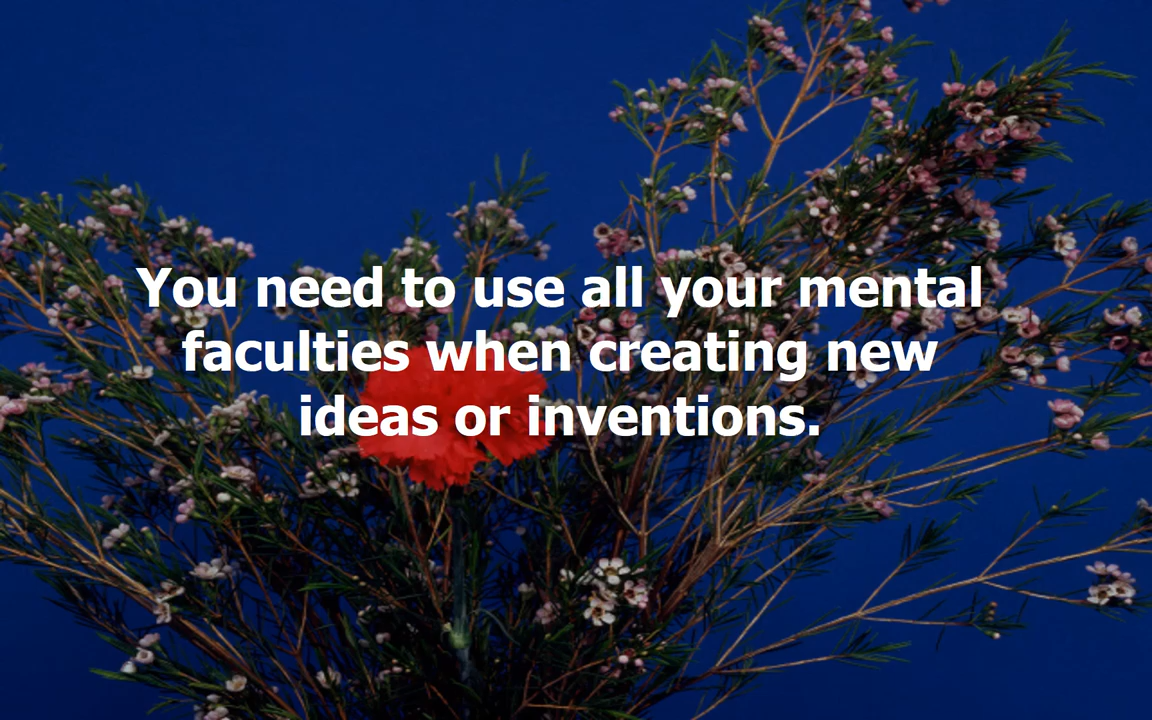 You need to use all your mental
faculties when creating new
ideas or inventions.